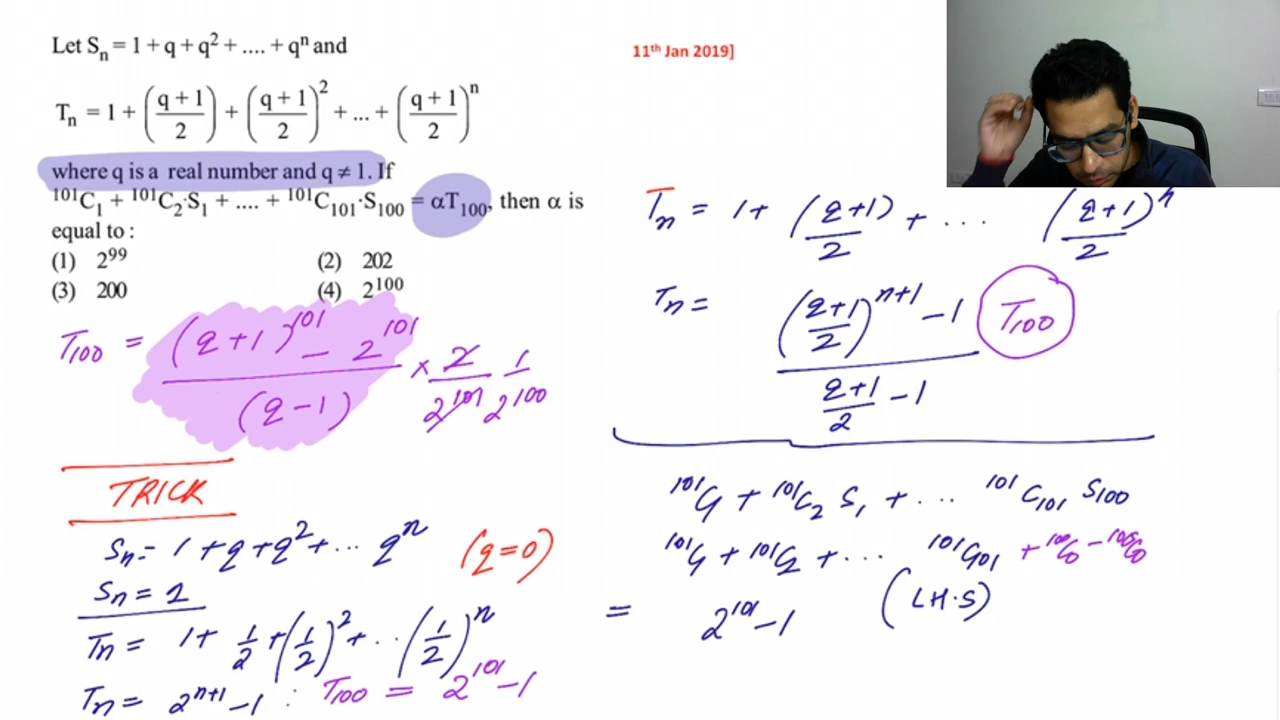 Let Sₙ = 1 + q + q² + .... + qⁿ and
Tₙ = 1 + ((q+1)/2) + ((q+1)/2)² + ... + ((q+1)/2)ⁿ
where q is a real number and q ≠ 1. If
¹⁰¹C₁ + ¹⁰¹C₂·S₁ + .... + ¹⁰¹C₁₀₁·S₁₀₀ = αT₁₀₀, then α is
equal to :
(1) 2⁹⁹ (2) 202
(3) 200 (4) 2¹⁰⁰
T₁₀₀ = ((q+1)¹⁰¹ – 2¹⁰¹)/(q–1) × 2/2¹⁰¹ 1/2¹⁰⁰
TRICK
Sₙ = 1+q+q²+... qⁿ (q=0)
Sₙ = 1
Tₙ = 1+ 1/2 + (1/2)² + .. (1/2)ⁿ
Tₙ = 2ⁿ⁺¹ –1 : T₁₀₀ = 2¹⁰¹ –1
11th Jan 2019]
Tₙ = 1+ (q+1)/2 + ... ((q+1)/2)ⁿ
Tₙ = (((q+1)/2)ⁿ⁺¹ –1)/((q+1)/2 –1) T₁₀₀
¹⁰¹C₁ + ¹⁰¹C₂ S₁ + ... ¹⁰¹C₁₀₁ S₁₀₀
¹⁰¹C₁ + ¹⁰¹C₂ + ... ¹⁰¹C₁₀₁ + ¹⁰¹C₀ – ¹⁰¹C₀
= 2¹⁰¹ –1 (LH.S)